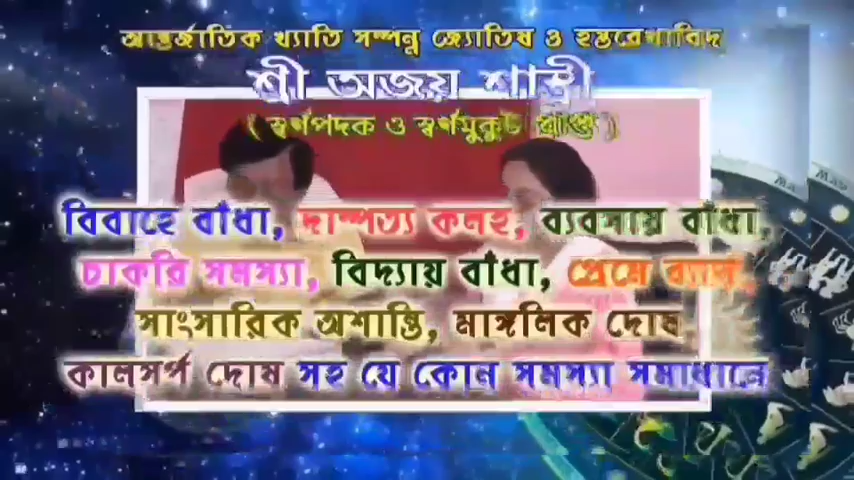 আন্তর্জাতিক খ্যাতি সম্পন্ন জ্যোতিষ ও হস্তরেখাবিদ
শ্রী অজয় শাস্ত্রী
( স্বর্ণপদক ও স্বর্ণমুকুট প্রাপ্ত )
বিবাহে বাঁধা, দাম্পত্য কলহ, ব্যবসায় বাঁধা,
চাকরি সমস্যা, বিদ্যায় বাঁধা, প্রেমে ব্যর্থ,
সাংসারিক অশান্তি, মাঙ্গলিক দোষ,
কালসর্প দোষ সহ যে কোন সমস্যা সমাধানে